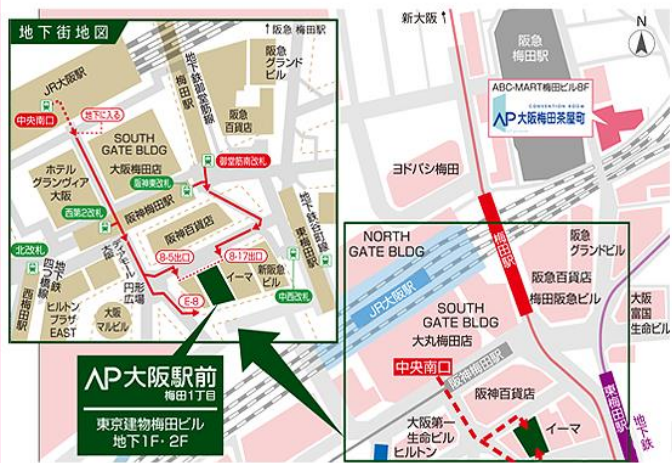 地下街地図
↑阪急 梅田駅
JR大阪駅
中央南口
地下に入る
地下鉄御堂筋線
梅田駅
阪急
グランド
ビル
阪急
百貨店
SOUTH
GATE BLDG
大阪梅田店
御堂筋南改札
ホテル
グランヴィア
大阪
阪神東改札
阪神梅田駅
西第2改札
阪神百貨店
地下鉄谷町線
東梅田駅
北改札
地下鉄
四つ橋線
西梅田駅
ディアモール
大阪
8-5出口
8-17出口
イーマ
新阪急
ビル
中西改札
円形
広場
E-8
ヒルトン
プラザ
EAST
大阪
マルビル
AP大阪駅前
梅田1丁目
東京建物梅田ビル
地下1F・2F
新大阪↑
N
阪急
梅田駅
ABC-MART梅田ビル8F
CONVENTION ROOM
AP大阪梅田茶屋町
ヨドバシ梅田
NORTH
GATE BLDG
梅田駅
阪急
グランドビル
JR大阪駅
阪急百貨店
梅田阪急ビル
SOUTH
GATE BLDG
大丸梅田店
大阪
富国
生命ビル
中央南口
阪神梅田駅
阪神百貨店
東梅田駅
地下鉄
大阪第一
生命ビル
ヒルトン
イーマ